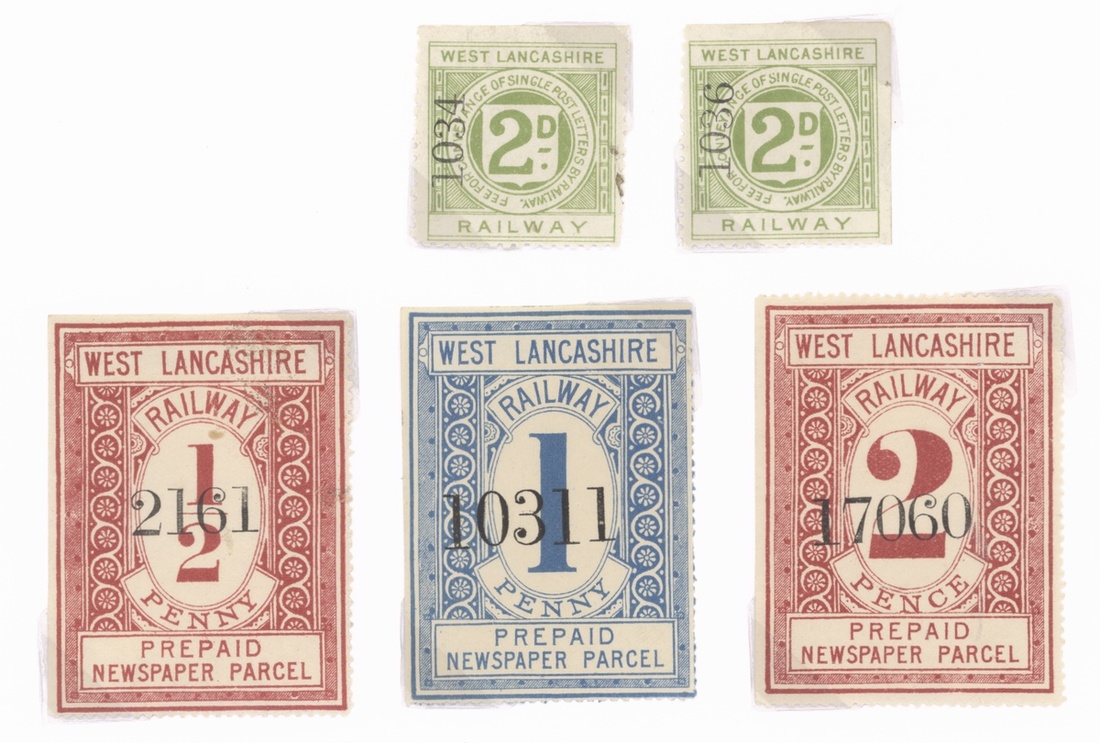 WEST LANCASHIRE
FEE FOR CONVEYANCE OF SINGLE POST LETTERS BY RAILWAY.
2D
1034
RAILWAY
WEST LANCASHIRE
FEE FOR CONVEYANCE OF SINGLE POST LETTERS BY RAILWAY.
2D
1036
RAILWAY
WEST LANCASHIRE
RAILWAY
1/2
2161
PENNY
PREPAID
NEWSPAPER PARCEL
WEST LANCASHIRE
RAILWAY
1
10311
PENNY
PREPAID
NEWSPAPER PARCEL
WEST LANCASHIRE
RAILWAY
2
17060
PENCE
PREPAID
NEWSPAPER PARCEL